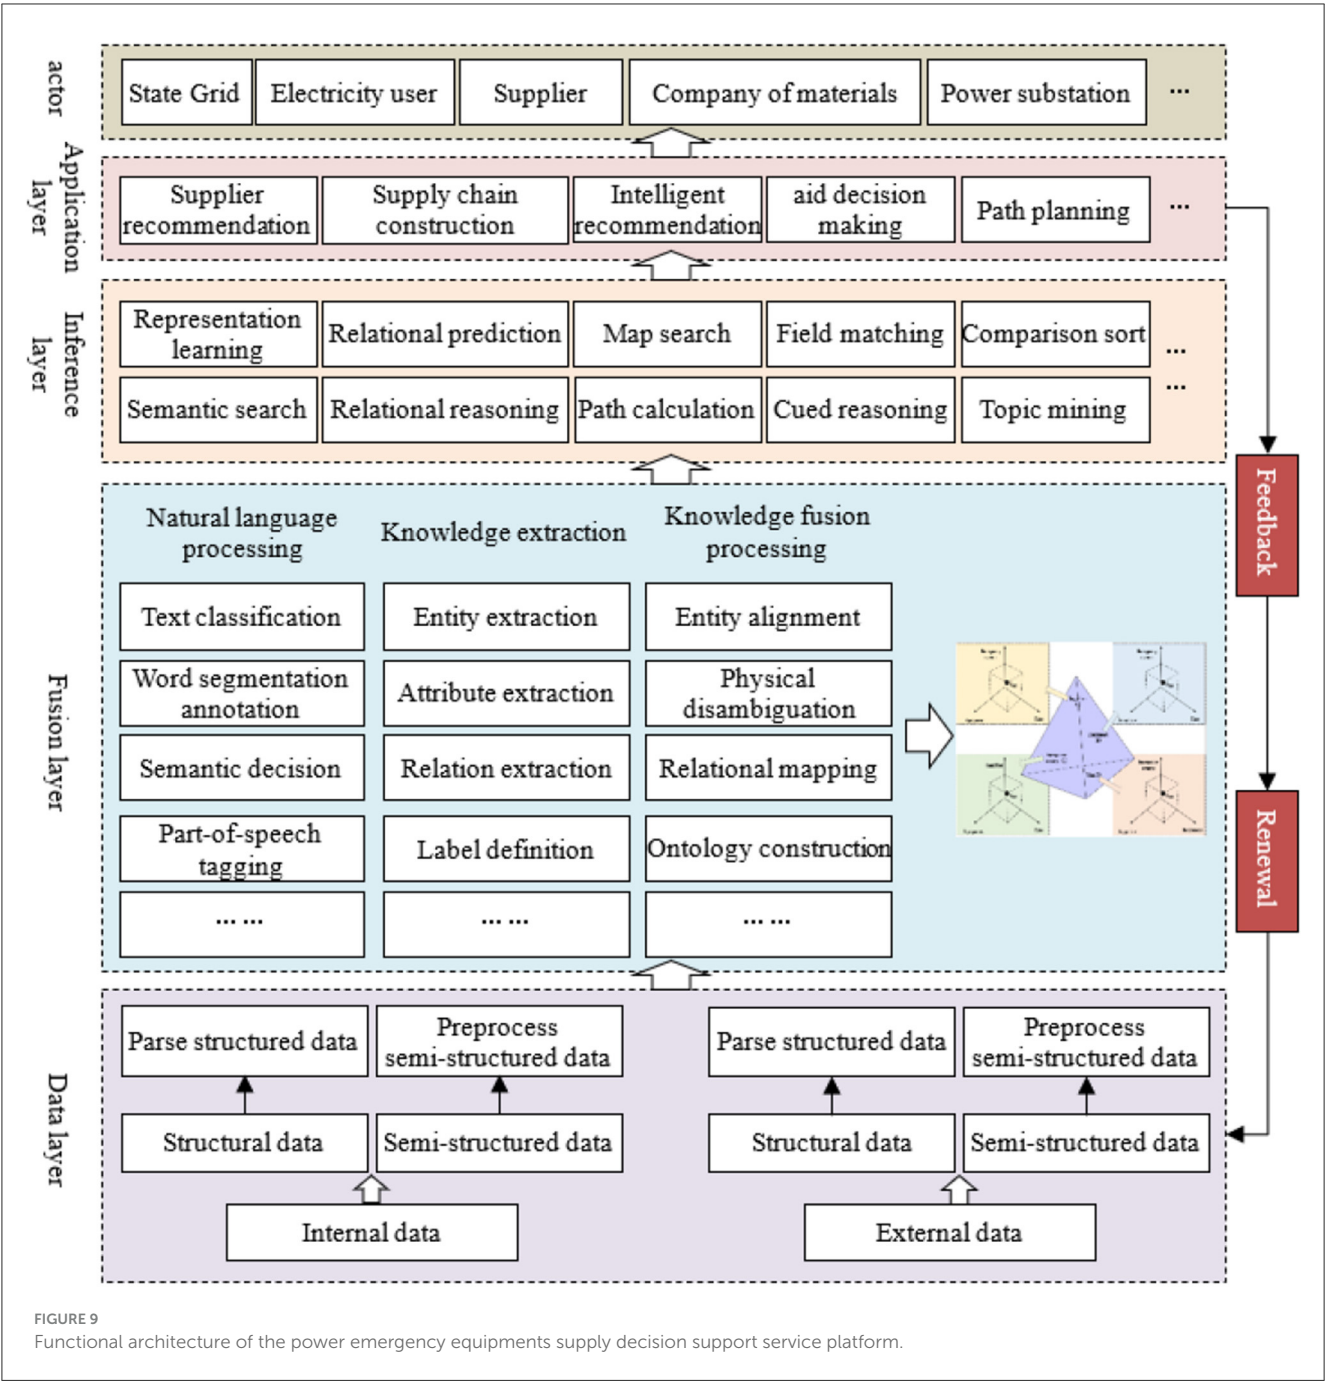 actor
State Grid
Electricity user
Supplier
Company of materials
Power substation
...
Application
layer
Supplier
recommendation
Supply chain
construction
Intelligent
recommendation
aid decision
making
Path planning
...
Inference
layer
Representation
learning
Relational prediction
Map search
Field matching
Comparison sort
...
Semantic search
Relational reasoning
Path calculation
Cued reasoning
Topic mining
...
Feedback
Renewal
Fusion layer
Natural language
processing
Knowledge extraction
Knowledge fusion
processing
Text classification
Entity extraction
Entity alignment
Word segmentation
annotation
Attribute extraction
Physical
disambiguation
Semantic decision
Relation extraction
Relational mapping
Part-of-speech
tagging
Label definition
Ontology construction
... ...
... ...
... ...
Data layer
Parse structured data
Preprocess
semi-structured data
Parse structured data
Preprocess
semi-structured data
Structural data
Semi-structured data
Structural data
Semi-structured data
Internal data
External data
FIGURE 9
Functional architecture of the power emergency equipments supply decision support service platform.